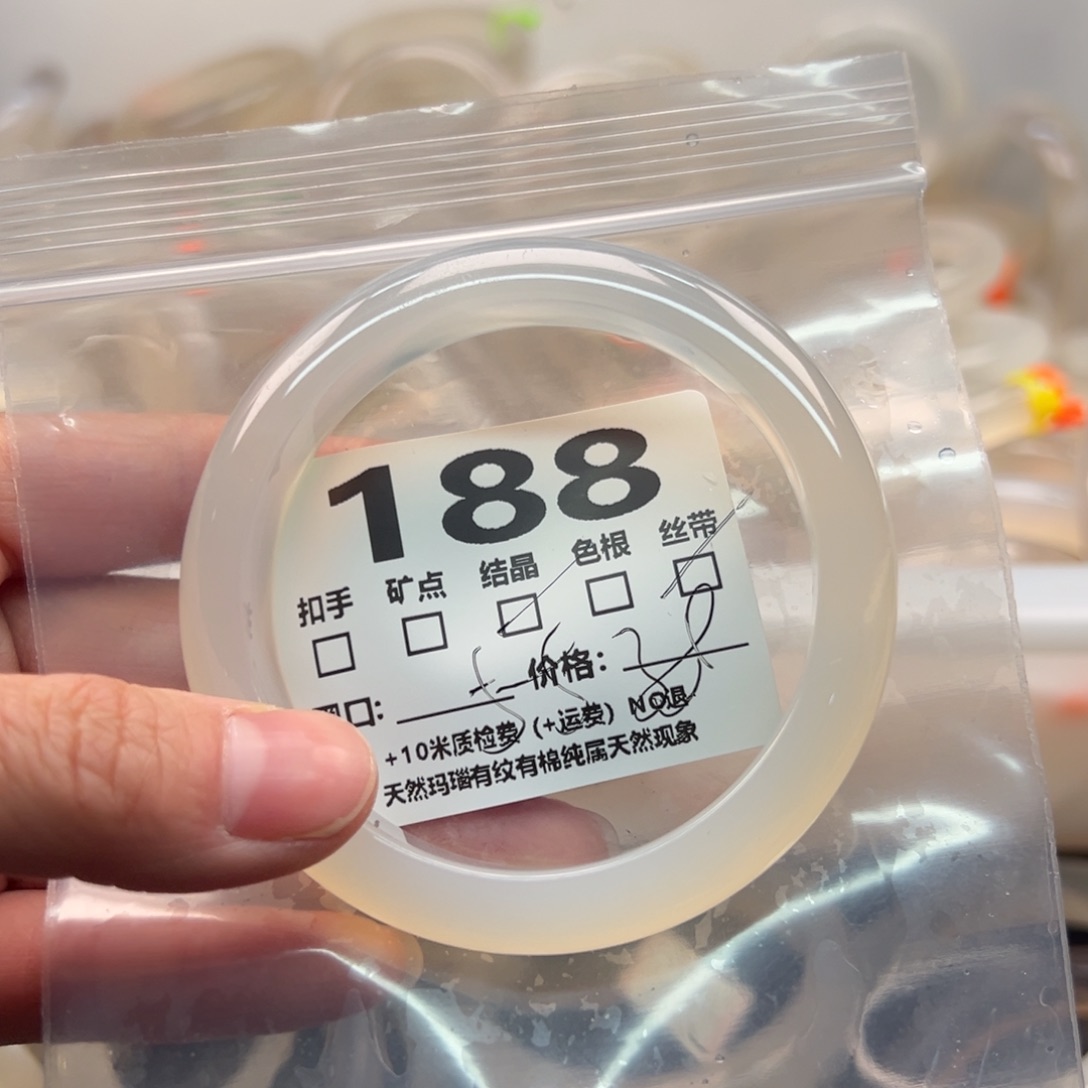 188
扣手 矿点 结晶 色根 丝带
口: 价格:
+10米质检费 (+运费) NO退
天然玛瑙有纹有棉纯属天然现象